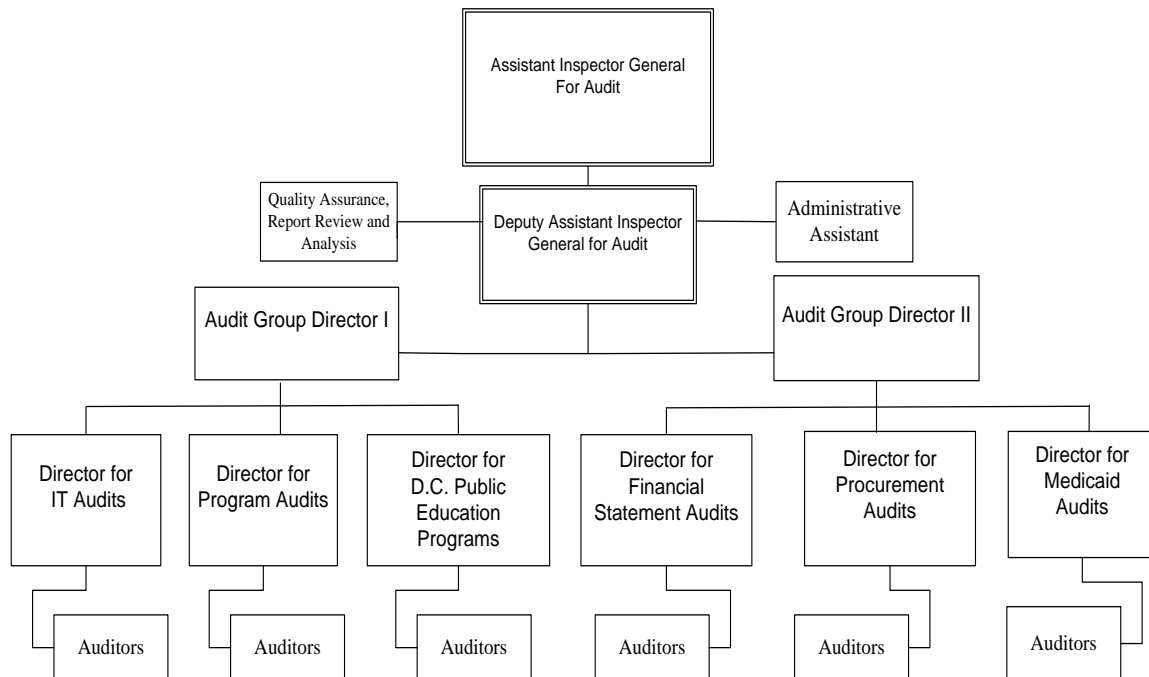 Assistant Inspector General
For Audit
Quality Assurance,
Report Review and
Analysis
Deputy Assistant Inspector
General for Audit
Administrative
Assistant
Audit Group Director I
Audit Group Director II
Director for
IT Audits
Director for
Program Audits
Director for
D.C. Public
Education
Programs
Director for
Financial
Statement Audits
Director for
Procurement
Audits
Director for
Medicaid
Audits
Auditors
Auditors
Auditors
Auditors
Auditors
Auditors